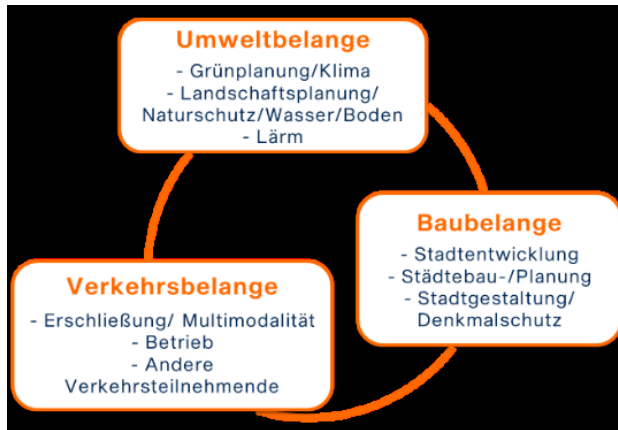 Umweltbelange
- Grünplanung/Klima
- Landschaftsplanung/
Naturschutz/Wasser/Boden
- Lärm
Baubelange
- Stadtentwicklung
- Städtebau-/Planung
- Stadtgestaltung/
Denkmalschutz
Verkehrsbelange
- Erschließung/ Multimodalität
- Betrieb
- Andere
Verkehrsteilnehmende